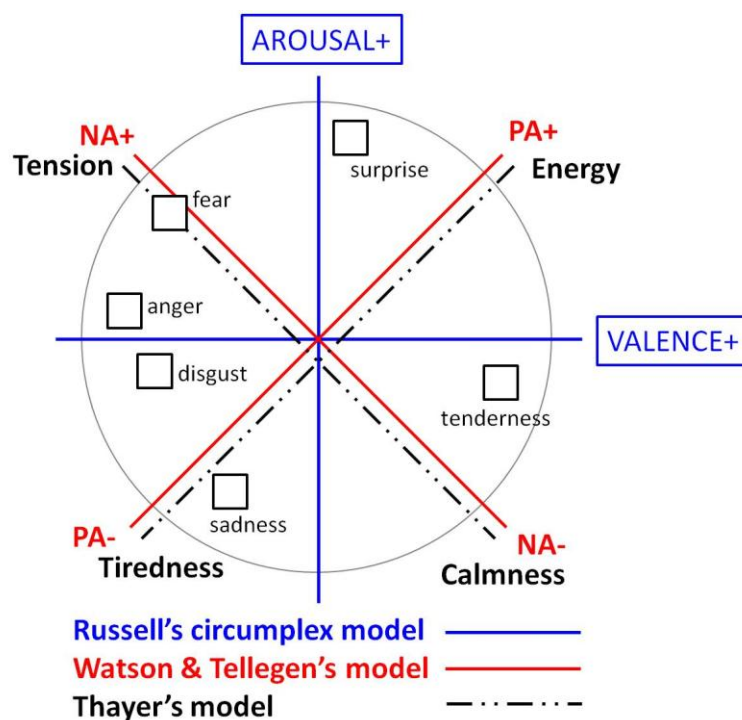 AROUSAL+
NA+
PA+
Tension
Energy
surprise
fear
anger
VALENCE+
disgust
tenderness
sadness
PA-
NA-
Tiredness
Calmness
Russell’s circumplex model
Watson & Tellegen’s model
Thayer’s model